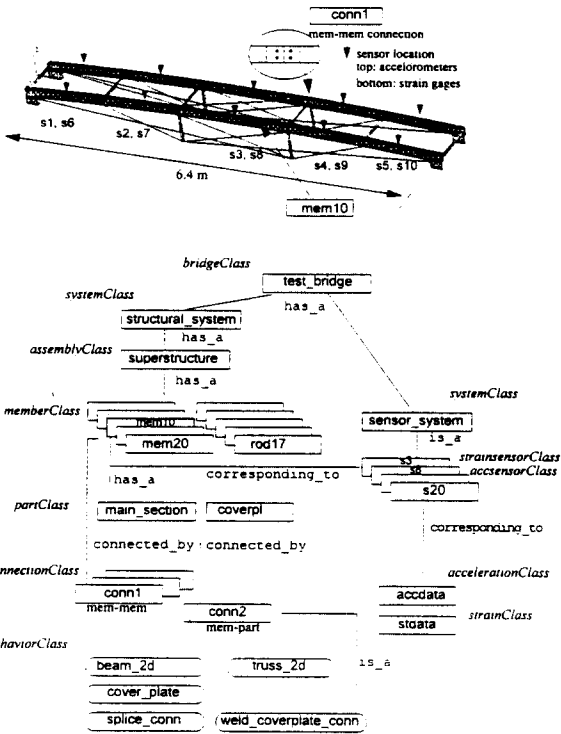 conn1
mem-mem connection
sensor location
top: accelorometers
bottom: strain gages
s1, s6
s2, s7
s3, s8
s4, s9
s5, s10
6.4 m
mem10
bridgeClass
test_bridge
systemClass
has_a
structural_system
has_a
assemblyClass
superstructure
has_a
systemClass
memberClass
mem10
sensor_system
mem20
rod17
is_a
s3
strainsensorClass
s8
accsensorClass
has_a
corresponding_to
s20
partClass
main_section
coverpl
corresponding_to
connected_by
connected_by
nnectionClass
accelerationClass
conn1
accdata
mem-mem
conn2
strainClass
mem-part
stdata
haviorClass
is_a
beam_2d
truss_2d
cover_plate
splice_conn
weld_coverplate_conn